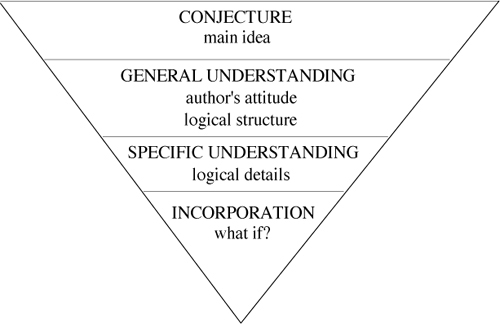 CONJECTURE
main idea
GENERAL UNDERSTANDING
author's attitude
logical structure
SPECIFIC UNDERSTANDING
logical details
INCORPORATION
what if?